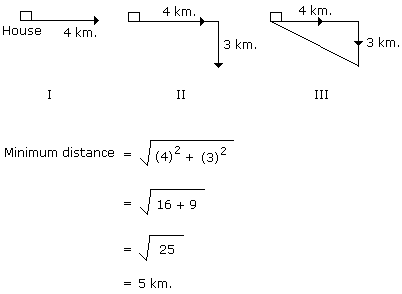 4 km.
4 km.
House
4 km.
3 km.
3 km.
I
II
III
Minimum distance = √(4)² + (3)²
= √16 + 9
= √25
= 5 km.